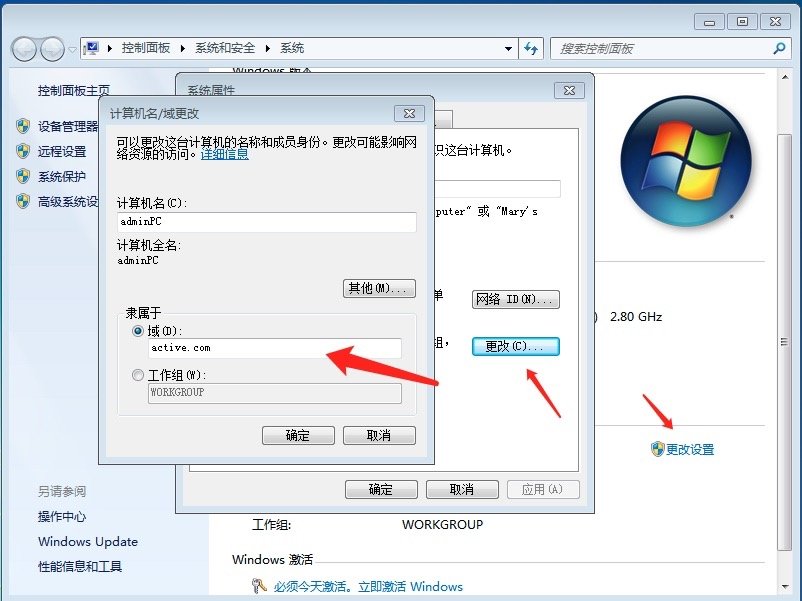 控制面板 ▸ 系统和安全 ▸ 系统
搜索控制面板
控制面板主页
设备管理器
远程设置
系统保护
高级系统设
Windows 版本
系统属性
计算机名/域更改
可以更改这台计算机的名称和成员身份。更改可能影响网
络资源的访问。详细信息
计算机名(C):
adminPC
计算机全名:
adminPC
其他(M)...
隶属于
域(D):
active.com
工作组(W):
WORKGROUP
确定
取消
识这台计算机。
puter" 或 "Mary's
单
网络 ID(N)...
组，
更改(C)...
确定
取消
应用(A)
) 2.80 GHz
更改设置
工作组:
WORKGROUP
Windows 激活
必须今天激活。立即激活 Windows
另请参阅
操作中心
Windows Update
性能信息和工具